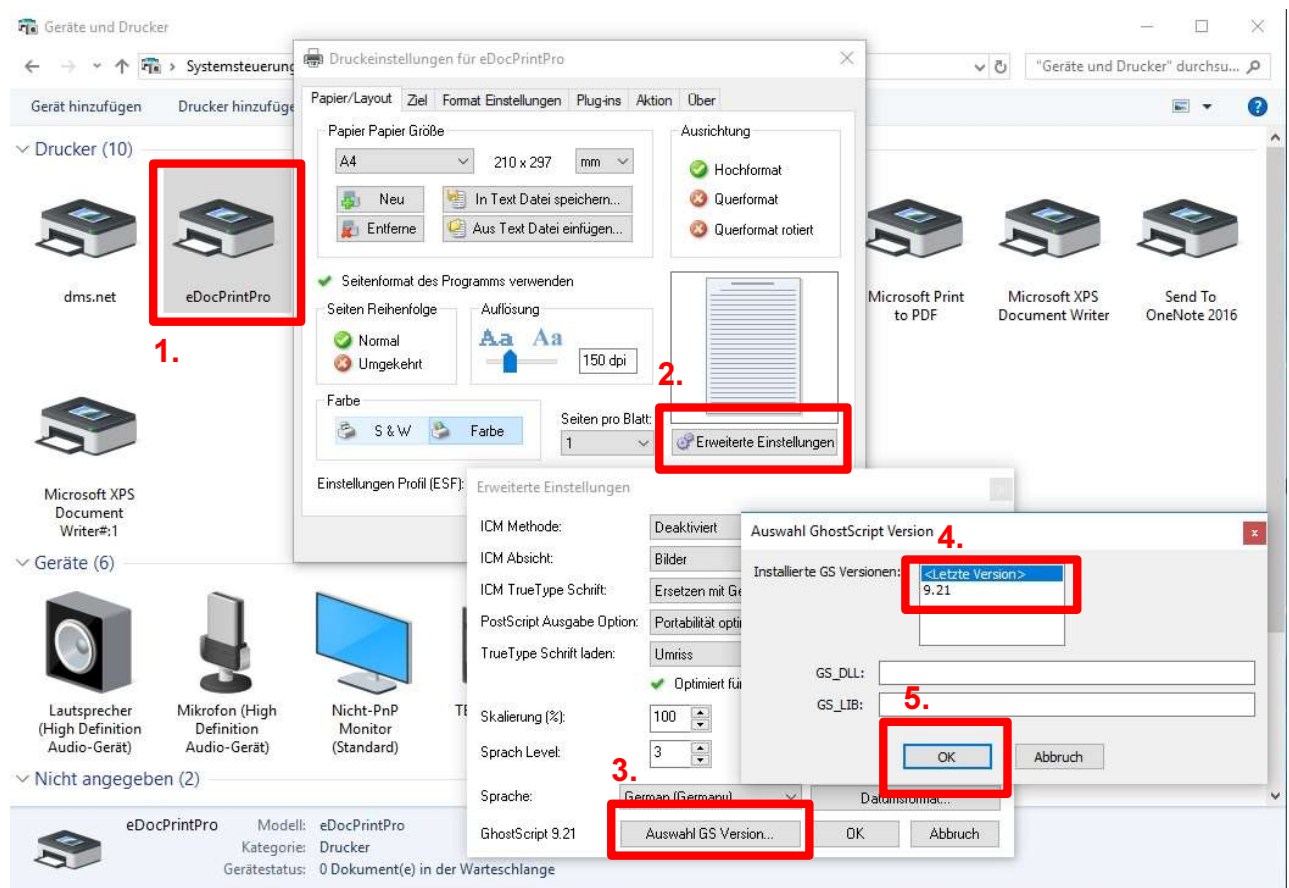 Geräte und Drucker
Systemsteuerung
"Geräte und Drucker" durchsu...
Gerät hinzufügen
Drucker hinzufüge
Drucker (10)
dms.net
eDocPrintPro
1.
Microsoft Print
to PDF
Microsoft XPS
Document Writer
Send To
OneNote 2016
Microsoft XPS
Document
Writer#:1
Geräte (6)
Lautsprecher
(High Definition
Audio-Gerät)
Mikrofon (High
Definition
Audio-Gerät)
Nicht-PnP
Monitor
(Standard)
Nicht angegeben (2)
eDocPrintPro
Modell: eDocPrintPro
Kategorie: Drucker
Gerätestatus: 0 Dokument(e) in der Warteschlange
Druckeinstellungen für eDocPrintPro
Papier/Layout Ziel Format Einstellungen Plug-ins Aktion Über
Papier Papier Größe
A4 210 x 297 mm
Neu In Text Datei speichern...
Entferne Aus Text Datei einfügen...
Ausrichtung
Hochformat
Querformat
Querformat rotiert
Seitenformat des Programms verwenden
Seiten Reihenfolge
Normal
Umgekehrt
Auflösung
Aa Aa
150 dpi
2.
Farbe
S & W Farbe
Seiten pro Blatt:
1
Erweiterte Einstellungen
Einstellungen Profil (ESF):
Erweiterte Einstellungen
ICM Methode: Deaktiviert
ICM Absicht: Bilder
ICM TrueType Schrift: Ersetzen mit Ge
PostScript Ausgabe Option: Portabilität opti
TrueType Schrift laden: Umriss
Optimiert für
Skalierung (%): 100
Sprach Level: 3
3.
Sprache: German (Germany)
Datumsformat...
GhostScript 9.21 Auswahl GS Version... OK Abbruch
Auswahl GhostScript Version
4.
Installierte GS Versionen: <Letzte Version>
9.21
GS_DLL:
GS_LIB:
5.
OK Abbruch